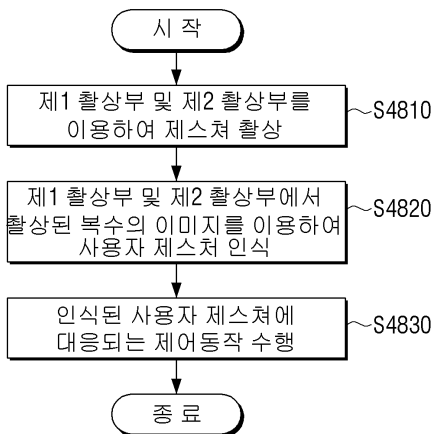 시 작
제1 촬상부 및 제2 촬상부를
이용하여 제스쳐 촬상
S4810
제1 촬상부 및 제2 촬상부에서
촬상된 복수의 이미지를 이용하여
사용자 제스처 인식
S4820
인식된 사용자 제스쳐에
대응되는 제어동작 수행
S4830
종 료